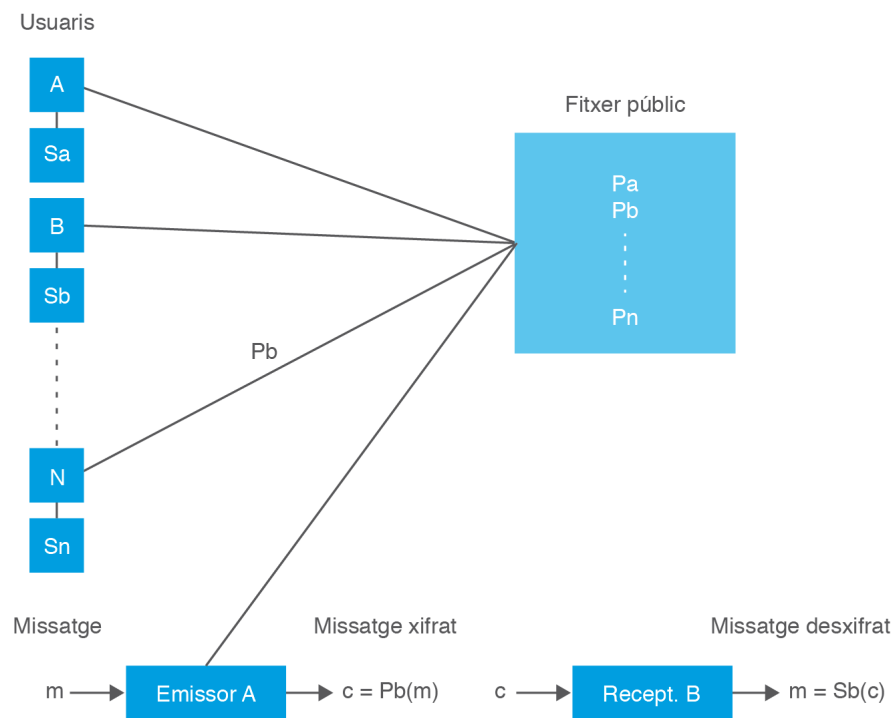 Usuaris
A
Sa
B
Sb
N
Sn
Fitxer públic
Pa
Pb
Pn
Pb
Missatge
m
Emissor A
Missatge xifrat
c = Pb(m)
c
Recept. B
Missatge desxifrat
m = Sb(c)